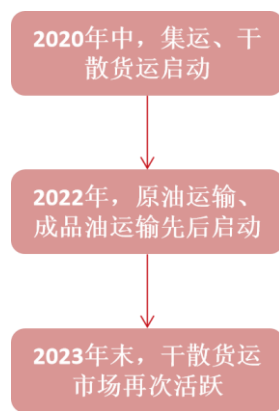 2020年中，集运、干
散货运启动
2022年，原油运输、
成品油运输先后启动
2023年末，干散货运
市场再次活跃